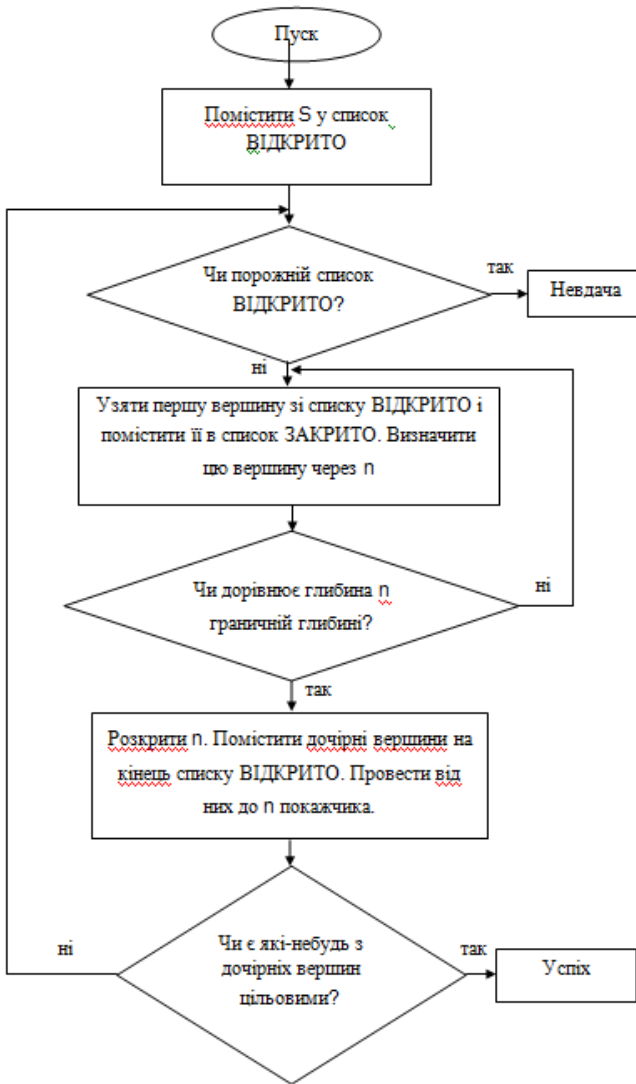 Пуск
Помістити S у список
ВІДКРИТО
Чи порожній список
ВІДКРИТО?
так
Невдача
ні
Узяти першу вершину зі списку ВІДКРИТО і
помістити її в список ЗАКРИТО. Визначити
цю вершину через n
Чи дорівнює глибина n
граничній глибині?
ні
так
Розкрити n. Помістити дочірні вершини на
кінець списку ВІДКРИТО. Провести від
них до n покажчика.
ні
Чи є які-небудь з
дочірніх вершин
цільовими?
так
Успіх